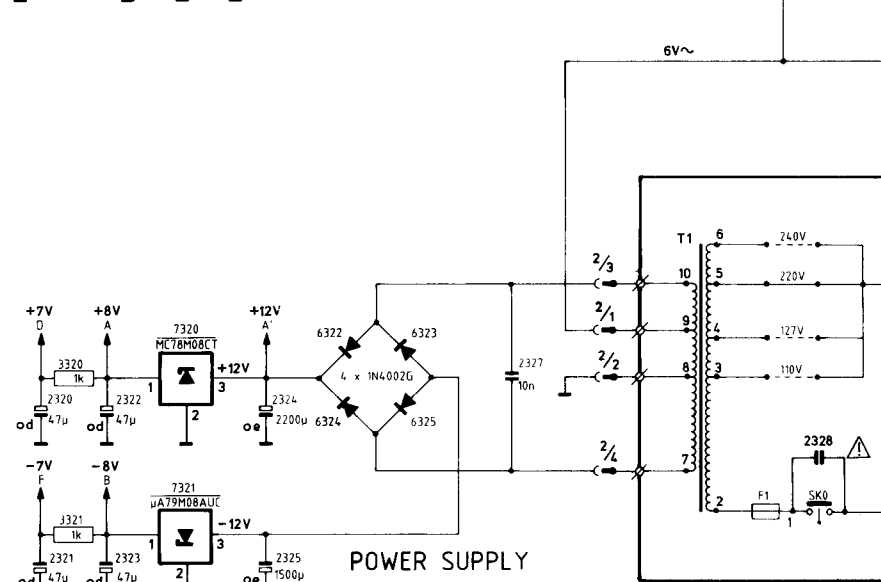 6V~
T1
6
240V
2/3
10
5
220V
+7V
+8V
+12V
D
A
A'
7320
MC78M08CT
6322
6323
2/1
9
4
127V
3320
1k
1
+12V
3
4 x 1N4002G
2327
10n
2/2
8
3
110V
2320
47μ
2322
47μ
2
2324
2200μ
6324
6325
od
od
oe
2/4
7
2328
-7V
-8V
F
B
7321
μA79M08AUC
2
F1
SK0
1
3321
1k
1
-12V
3
2321
47μ
2323
47μ
2
2325
1500μ
od
od
oe
POWER SUPPLY